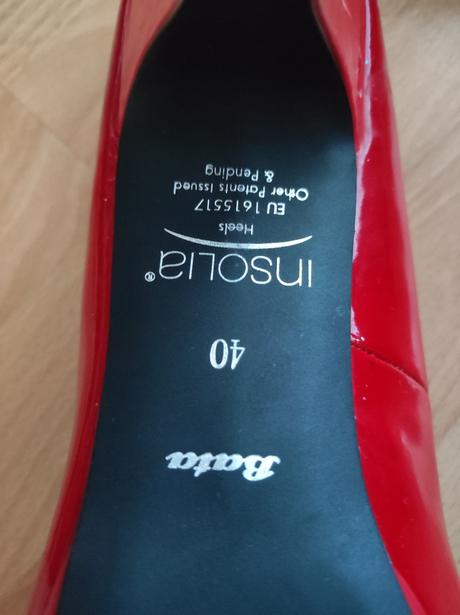 Bata
40
INSOLIA®
Heels
EU 1615517
Other Patents Issued
& Pending